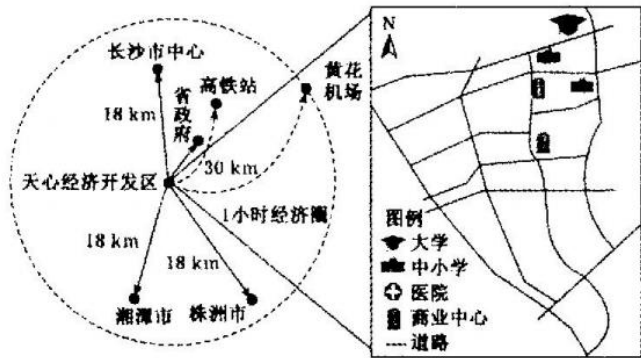 长沙市中心
高铁站
黄花
机场
省政府
18 km
30 km
天心经济开发区
1小时经济圈
18 km
18 km
湘潭市
株洲市
N
图例
大学
中小学
医院
商业中心
道路